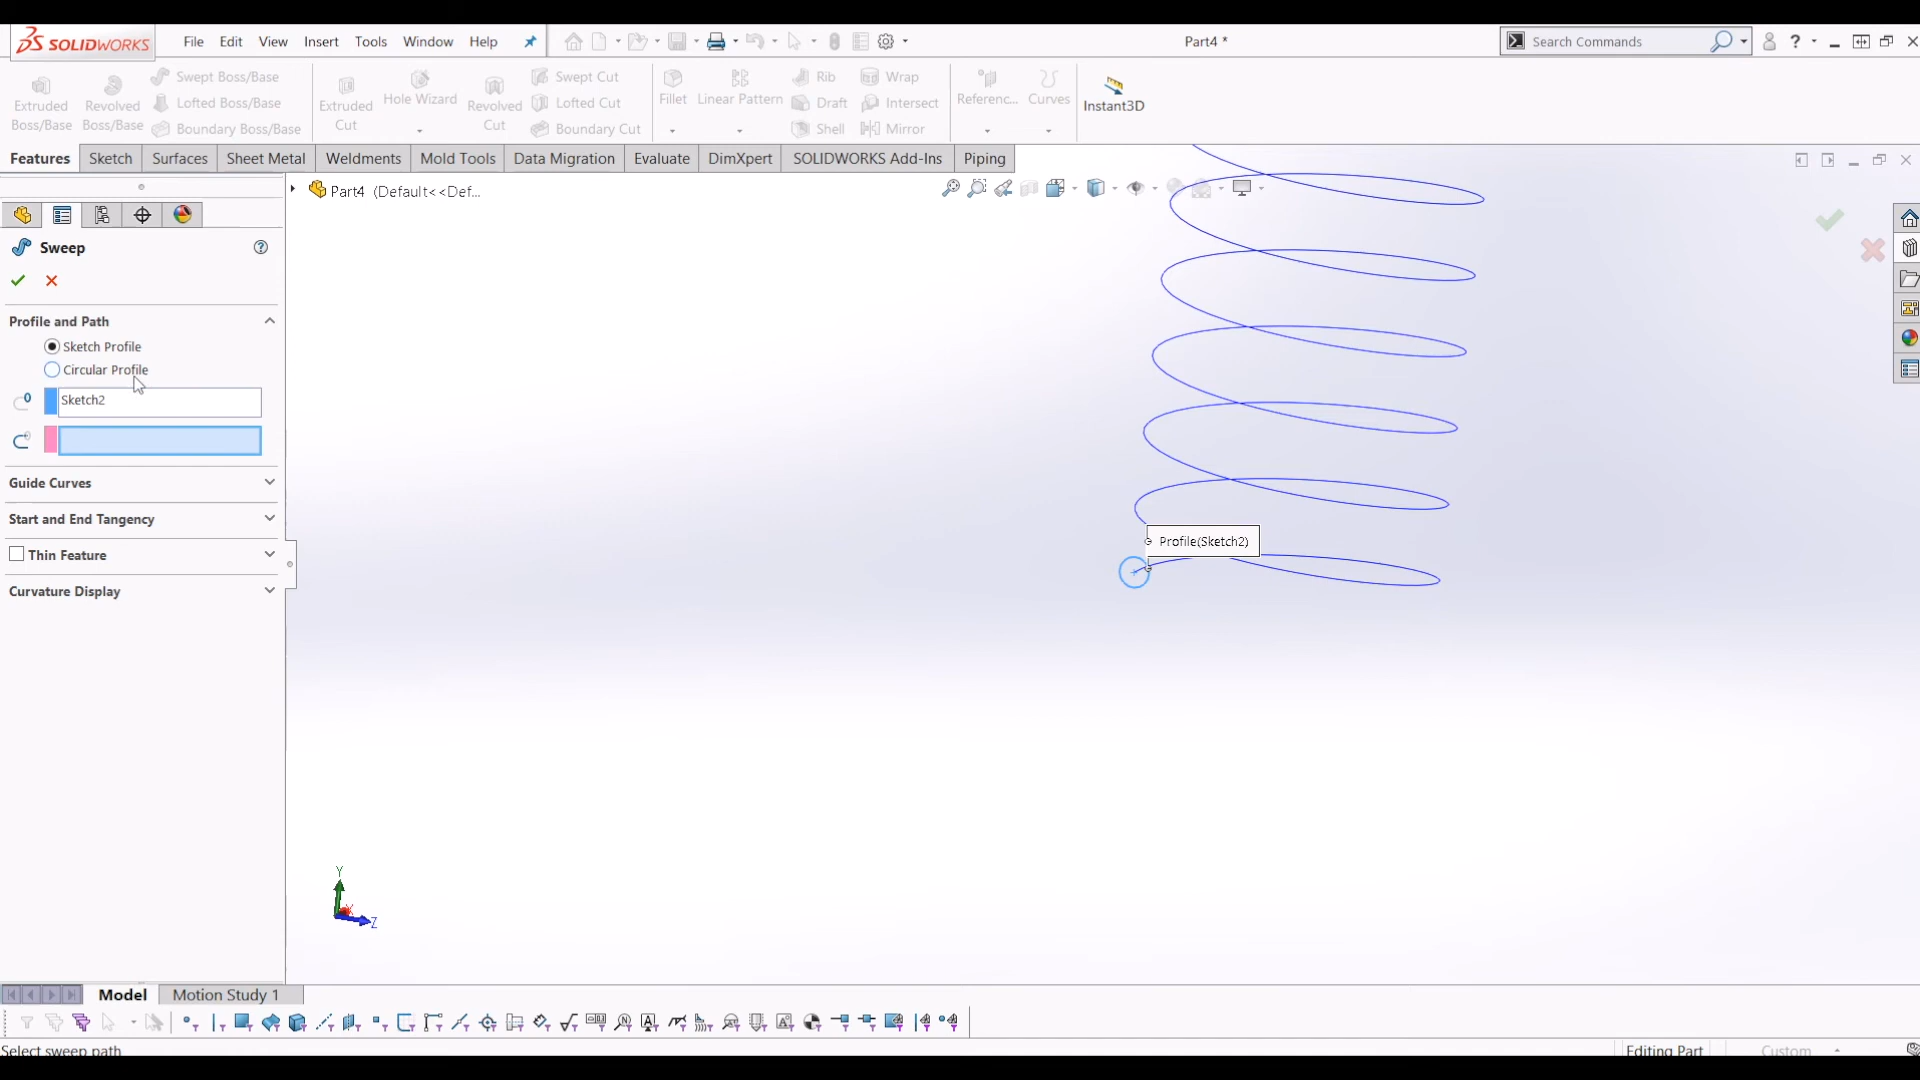 SOLIDWORKS File Edit View Insert Tools Window Help Part4 * Search Commands
Extruded Boss/Base
Revolved Boss/Base
Swept Boss/Base
Lofted Boss/Base
Boundary Boss/Base
Extruded Cut
Hole Wizard
Revolved Cut
Swept Cut
Lofted Cut
Boundary Cut
Fillet
Linear Pattern
Rib
Draft
Shell
Wrap
Intersect
Mirror
Referenc...
Curves
Instant3D
Features Sketch Surfaces Sheet Metal Weldments Mold Tools Data Migration Evaluate DimXpert SOLIDWORKS Add-Ins Piping
Part4 (Default<<Def...
Sweep
Profile and Path
Sketch Profile
Circular Profile
Sketch2
Guide Curves
Start and End Tangency
Thin Feature
Curvature Display
Profile(Sketch2)
Y
X
Z
Model Motion Study 1
Select sweep path Editing Part Custom